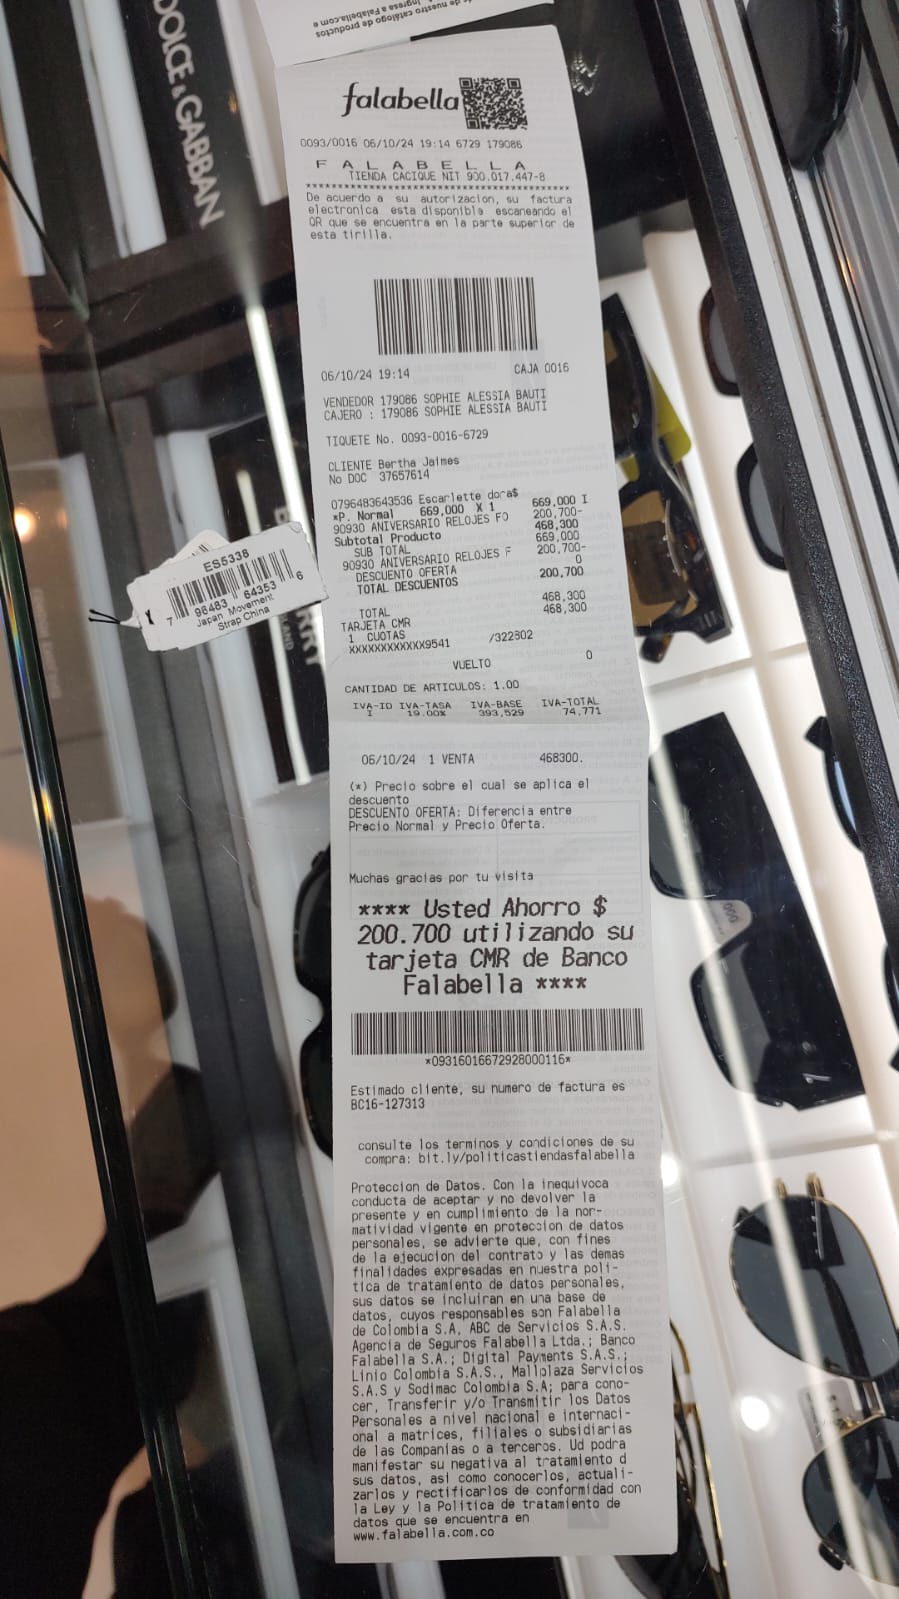 de nuestro catálogo de productos
Ingresa a Falabella.com e
DOLCE & GABBAN
falabella
0093/0016 06/10/24 19:14 6729 179086
F A L A B E L L A
TIENDA CACIQUE NIT 900.017.447-8
De acuerdo a su autorizacion, su factura
electronica esta disponible escaneando el
QR que se encuentra en la parte superior de
esta tirilla.
06/10/24 19:14 CAJA 0016
VENDEDOR 179086 SOPHIE ALESSIA BAUTI
CAJERO : 179086 SOPHIE ALESSIA BAUTI
TIQUETE No. 0093-0016-6729
CLIENTE Bertha Jaimes
No DOC 37657614
0796483643536 Escarlette dora$
*P. Normal 669,000 X 1 669,000 I
90930 ANIVERSARIO RELOJES FO 200,700-
Subtotal Producto 468,300
SUB TOTAL 669,000
90930 ANIVERSARIO RELOJES F 200,700-
DESCUENTO OFERTA 0
TOTAL DESCUENTOS 200,700
TOTAL 468,300
TARJETA CMR 468,300
1 CUOTAS /322802
XXXXXXXXXXXX9541
VUELTO 0
CANTIDAD DE ARTICULOS: 1.00
IVA-ID IVA-TASA IVA-BASE IVA-TOTAL
I 19.00% 393,529 74,771
06/10/24 1 VENTA 468300.
(*) Precio sobre el cual se aplica el
descuento
DESCUENTO OFERTA: Diferencia entre
Precio Normal y Precio Oferta.
Muchas gracias por tu visita
**** Usted Ahorro $
200.700 utilizando su
tarjeta CMR de Banco
Falabella ****
*09316016672928000116*
Estimado cliente, su numero de factura es
BC16-127313
consulte los terminos y condiciones de su
compra: bit.ly/politicastiendasfalabella
Proteccion de Datos. Con la inequivoca
conducta de aceptar y no devolver la
presente y en cumplimiento de la nor-
matividad vigente en proteccion de datos
personales, se advierte que, con fines
de la ejecucion del contrato y las demas
finalidades expresadas en nuestra poli-
tica de tratamiento de datos personales,
sus datos se incluiran en una base de
datos, cuyos responsables son Falabella
de Colombia S.A, ABC de Servicios S.A.S.
Agencia de Seguros Falabella Ltda.; Banco
Falabella S.A.; Digital Payments S.A.S.;
Linio Colombia S.A.S., Mallplaza Servicios
S.A.S y Sodimac Colombia S.A; para cono-
cer, Transferir y/o Transmitir los Datos
Personales a nivel nacional e internaci-
onal a matrices, filiales o subsidiarias
de las Companias o a terceros. Ud podra
manifestar su negativa al tratamiento d
sus datos, asi como conocerlos, actuali-
zarlos y rectificarlos de conformidad con
la Ley y la Politica de tratamiento de
datos que se encuentra en
www.falabella.com.co
ES5338
7 96483 64353 6
Japan Movement
Strap China